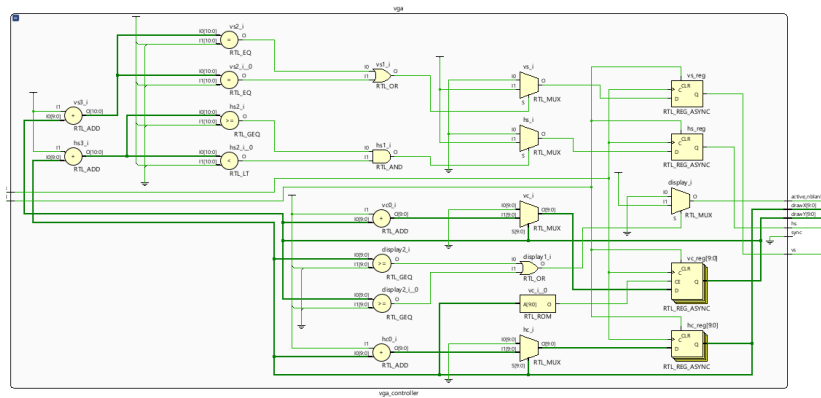 vga
vs2_i
I0[10:0]
I1[10:0]
=
O
RTL_EQ
vs2_i__0
I0[10:0]
I1[10:0]
=
O
RTL_EQ
vs1_i
I0
I1
O
RTL_OR
vs_i
I0
I1
S
O
RTL_MUX
vs_reg
CLR
C
D
Q
RTL_REG_ASYNC
vs3_i
I1
I0[9:0]
+
O[10:0]
RTL_ADD
hs2_i
I0[10:0]
I1[10:0]
>=
O
RTL_GEQ
hs3_i
I1
I0[9:0]
+
O[10:0]
RTL_ADD
hs2_i__0
I0[10:0]
I1[10:0]
<
O
RTL_LT
hs1_i
I0
I1
O
RTL_AND
hs_i
I0
I1
S
O
RTL_MUX
hs_reg
CLR
C
D
Q
RTL_REG_ASYNC
display_i
I0
I1
S
O
RTL_MUX
drawX[9:0]
drawY[9:0]
hs
sync
vs
vc0_i
I1
I0[9:0]
+
O[9:0]
RTL_ADD
vc_i
I0[9:0]
I1[9:0]
S[9:0]
O[9:0]
RTL_MUX
display2_i
I0[9:0]
I1[9:0]
>=
O
RTL_GEQ
display1_i
I0
I1
O
RTL_OR
vc_reg[9:0]
CLR
C
CE
D
Q
RTL_REG_ASYNC
display2_i__0
I0[9:0]
I1[9:0]
>=
O
RTL_GEQ
vc_i__0
A[9:0]
O
RTL_ROM
hc0_i
I1
I0[9:0]
+
O[9:0]
RTL_ADD
hc_i
I0[9:0]
I1[9:0]
S[9:0]
O[9:0]
RTL_MUX
hc_reg[9:0]
CLR
C
D
Q
RTL_REG_ASYNC
vga_controller